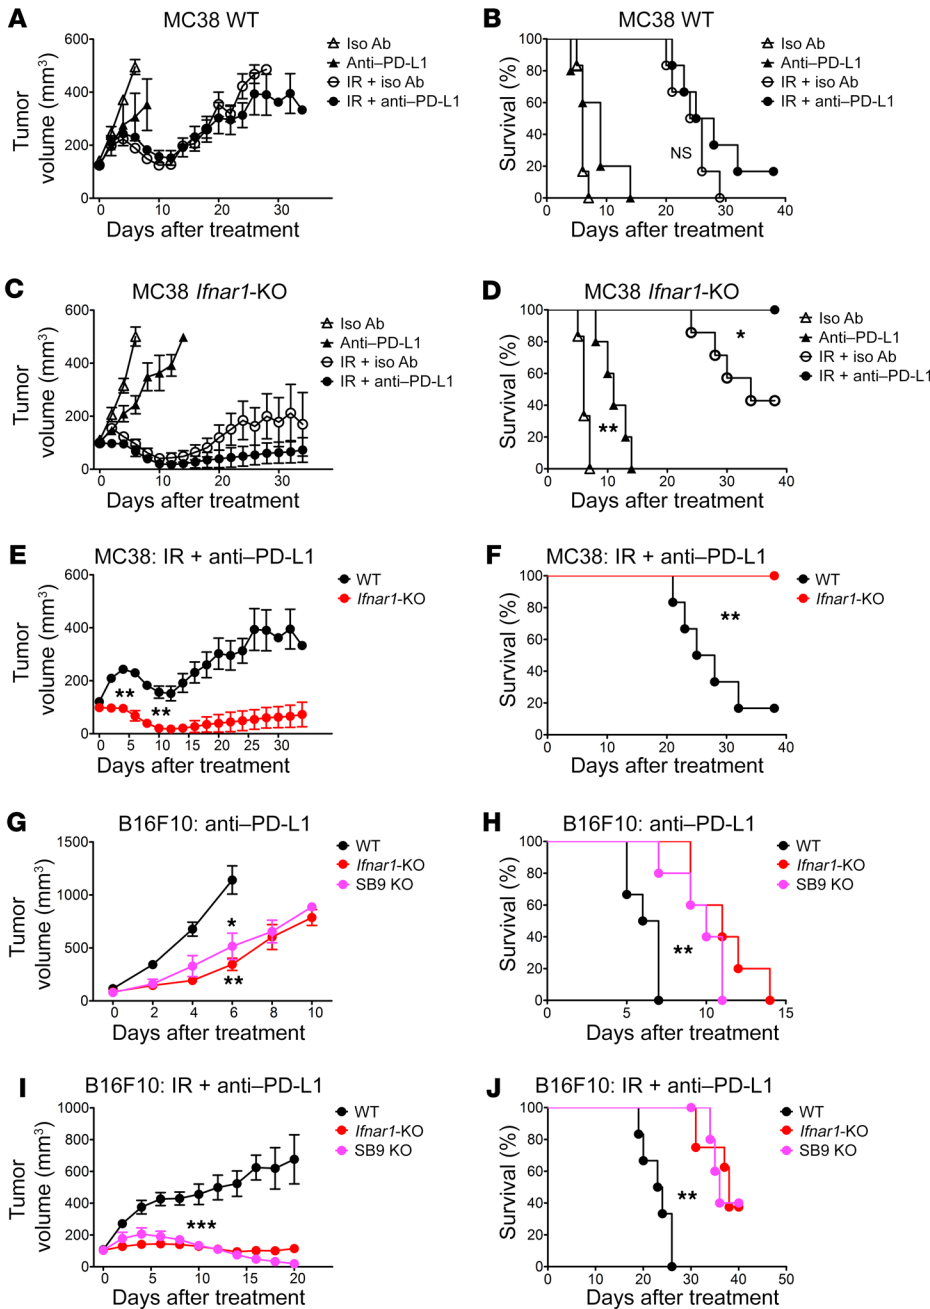 A
MC38 WT
Tumor
volume (mm³)
600
400
200
0
0 10 20 30
Days after treatment
Iso Ab
Anti–PD-L1
IR + iso Ab
IR + anti–PD-L1
B
MC38 WT
Survival (%)
100
80
60
40
20
0
0 10 20 30 40
Days after treatment
NS
Iso Ab
Anti–PD-L1
IR + iso Ab
IR + anti–PD-L1
C
MC38 Ifnar1-KO
Tumor
volume (mm³)
600
400
200
0
0 10 20 30
Days after treatment
Iso Ab
Anti–PD-L1
IR + iso Ab
IR + anti–PD-L1
D
MC38 Ifnar1-KO
Survival (%)
100
80
60
40
20
0
0 10 20 30 40
Days after treatment
*
**
Iso Ab
Anti–PD-L1
IR + iso Ab
IR + anti–PD-L1
E
MC38: IR + anti–PD-L1
Tumor
volume (mm³)
600
400
200
0
0 5 10 15 20 25 30
Days after treatment
**
**
WT
Ifnar1-KO
F
MC38: IR + anti–PD-L1
Survival (%)
100
80
60
40
20
0
0 10 20 30 40
Days after treatment
**
WT
Ifnar1-KO
G
B16F10: anti–PD-L1
Tumor
volume (mm³)
1500
1000
500
0
0 2 4 6 8 10
Days after treatment
*
**
WT
Ifnar1-KO
SB9 KO
H
B16F10: anti–PD-L1
Survival (%)
100
80
60
40
20
0
5 10 15
Days after treatment
**
WT
Ifnar1-KO
SB9 KO
I
B16F10: IR + anti–PD-L1
Tumor
volume (mm³)
1000
800
600
400
200
0
0 5 10 15 20
Days after treatment
***
WT
Ifnar1-KO
SB9 KO
J
B16F10: IR + anti–PD-L1
Survival (%)
100
80
60
40
20
0
0 10 20 30 40 50
Days after treatment
**
WT
Ifnar1-KO
SB9 KO